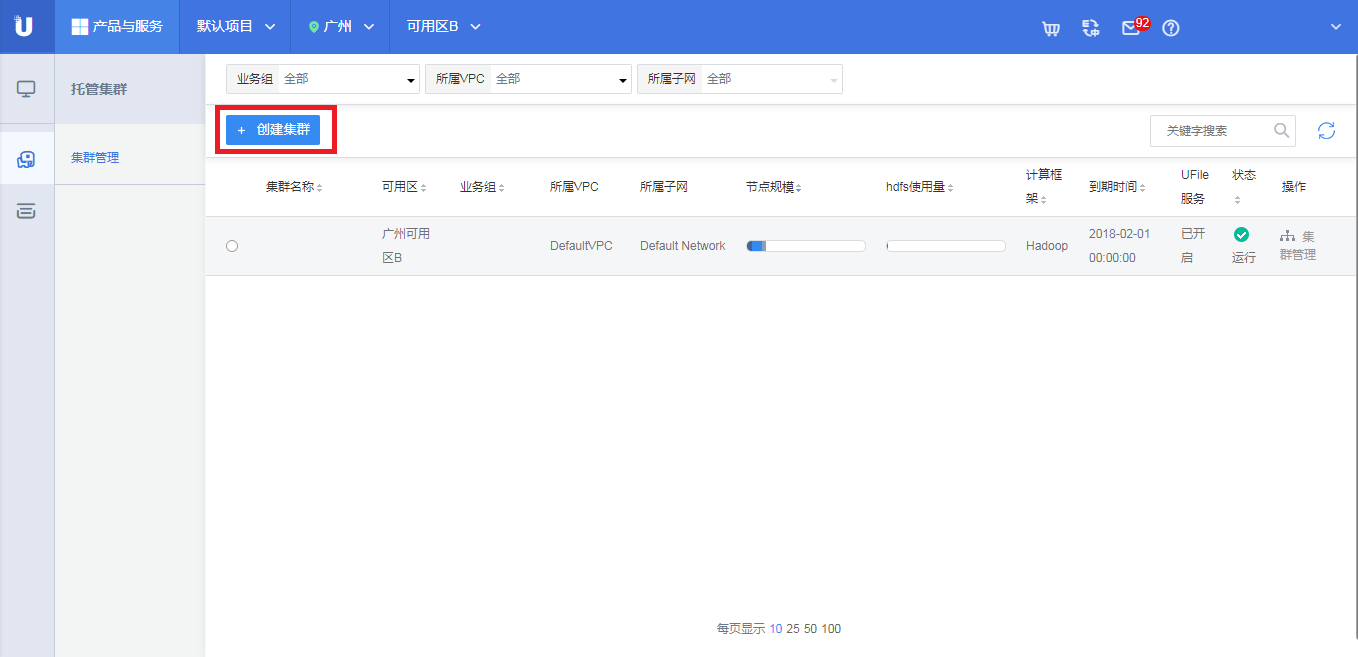 U 产品与服务 默认项目 广州 可用区B 92
托管集群
集群管理
业务组 全部 所属VPC 全部 所属子网 全部
+ 创建集群 关键字搜索
集群名称 可用区 业务组 所属VPC 所属子网 节点规模 hdfs使用量 计算框 到期时间 UFile 状态 操作
架 服务
广州可用 DefaultVPC Default Network Hadoop 2018-02-01 已开 集
区B 00:00:00 启 运行 群管理
每页显示 10 25 50 100